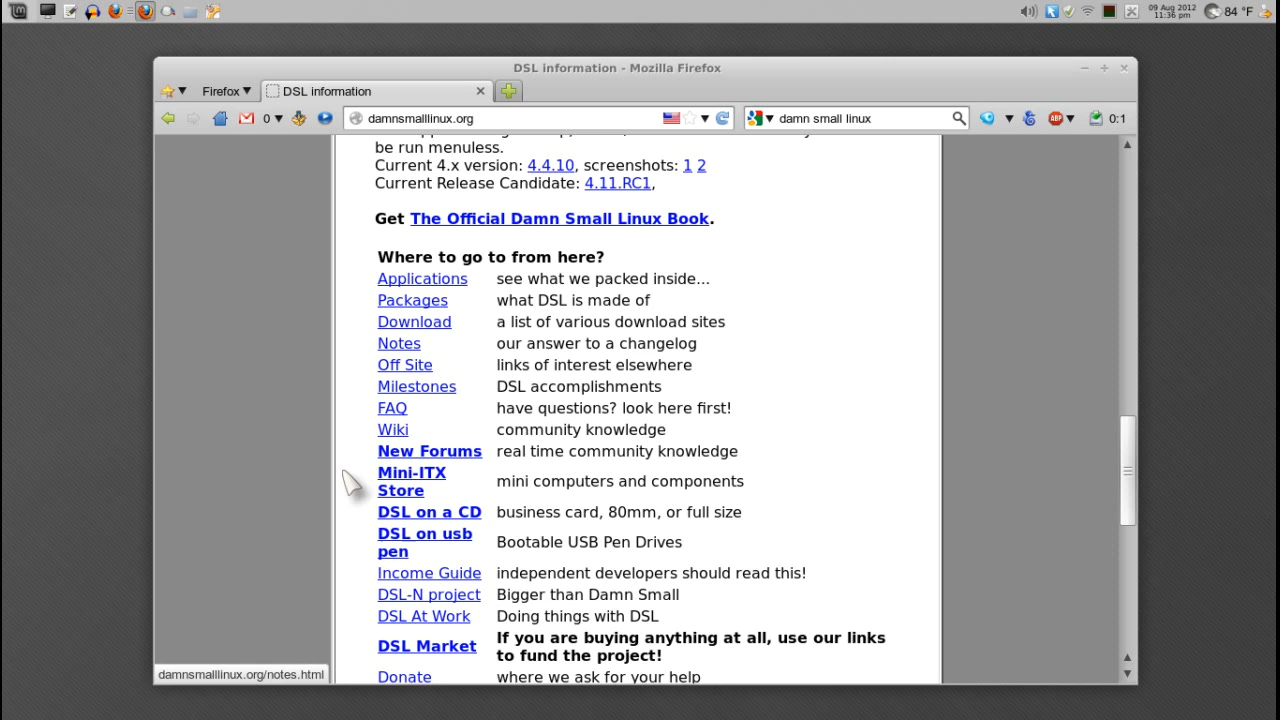 09 Aug 2012
11:36 pm
84 °F
DSL information - Mozilla Firefox
Firefox
DSL information
0
damnsmalllinux.org
damn small linux
ABP
0:1
be run menuless.
Current 4.x version: 4.4.10, screenshots: 1 2
Current Release Candidate: 4.11.RC1,
Get The Official Damn Small Linux Book.
Where to go to from here?
Applications see what we packed inside...
Packages what DSL is made of
Download a list of various download sites
Notes our answer to a changelog
Off Site links of interest elsewhere
Milestones DSL accomplishments
FAQ have questions? look here first!
Wiki community knowledge
New Forums real time community knowledge
Mini-ITX
Store mini computers and components
DSL on a CD business card, 80mm, or full size
DSL on usb
pen Bootable USB Pen Drives
Income Guide independent developers should read this!
DSL-N project Bigger than Damn Small
DSL At Work Doing things with DSL
DSL Market If you are buying anything at all, use our links
to fund the project!
Donate where we ask for your help
damnsmalllinux.org/notes.html